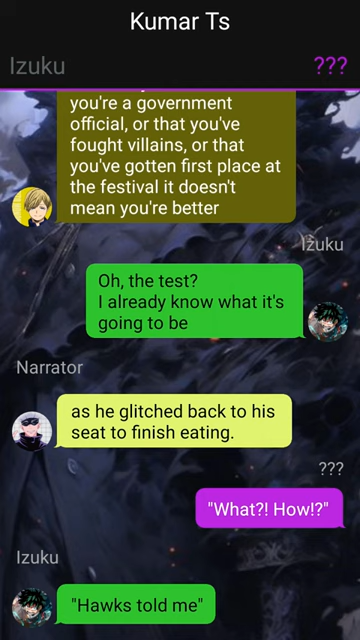 Kumar Ts
Izuku
???
you're a government
official, or that you've
fought villains, or that
you've gotten first place at
the festival it doesn't
mean you're better
Izuku
Oh, the test?
I already know what it's
going to be
Narrator
as he glitched back to his
seat to finish eating.
???
"What?! How!?"
Izuku
"Hawks told me"